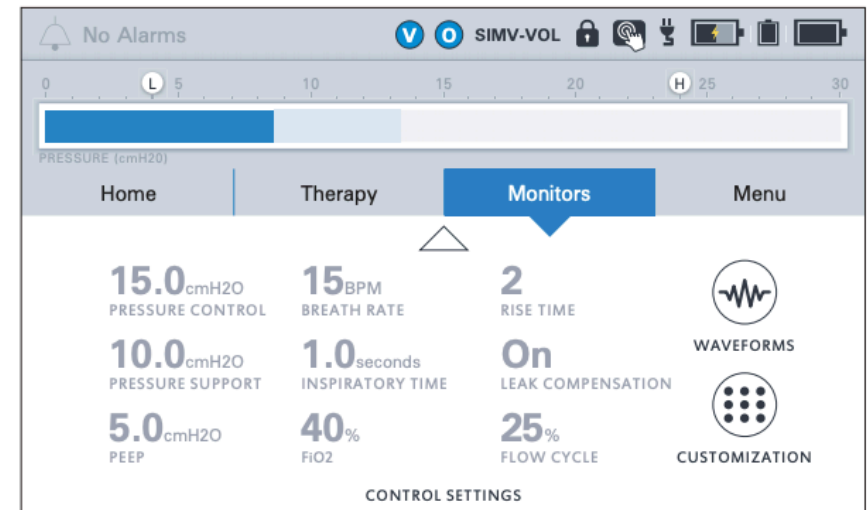 No Alarms V O SIMV-VOL
0 L 5 10 15 20 H 25 30
PRESSURE (cmH20)
Home Therapy Monitors Menu
15.0cmH2O 15BPM 2
PRESSURE CONTROL BREATH RATE RISE TIME
WAVEFORMS
10.0cmH2O 1.0seconds On
PRESSURE SUPPORT INSPIRATORY TIME LEAK COMPENSATION
5.0cmH2O 40% 25%
PEEP FiO2 FLOW CYCLE CUSTOMIZATION
CONTROL SETTINGS